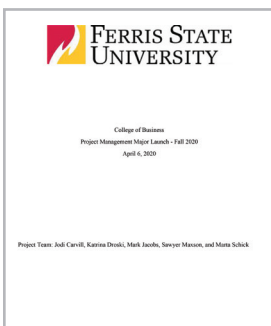 FERRIS STATE
UNIVERSITY
College of Business
Project Management Major Launch - Fall 2020
April 6, 2020
Project Team: Jodi Carvill, Katrina Droski, Mark Jacobs, Sawyer Maxson, and Marta Schick